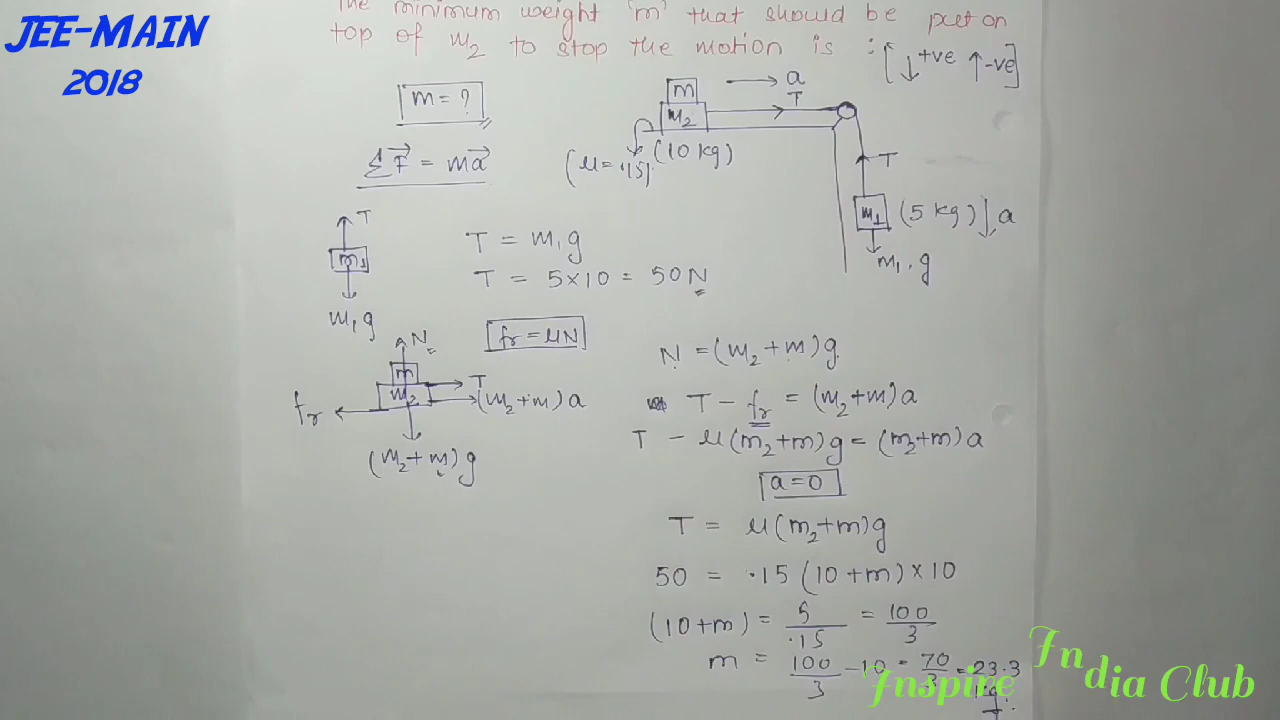 JEE-MAIN
2018
The minimum weight 'm' that should be put on
top of m₂ to stop the motion is :
[↓+ve ↑-ve]
m = ?
→ a
m
T
m₂
ΣF⃗ = ma⃗
(μ = .15)
(10 kg)
T
m₁ (5 kg) ↓ a
m₁.g
T
m₁
m₁g
T = m₁g
T = 5×10 = 50 N
fr = μN
N
m
T
m₂
(m₂+m)a
fr
(m₂+m)g
N = (m₂+m)g
T - fr = (m₂+m)a
T - μ(m₂+m)g = (m₂+m)a
a=0
T = μ(m₂+m)g
50 = .15(10+m)×10
(10+m) = 5/.15 = 100/3
m = 100/3 - 10 = 70/3 = 23.3
kg.
Inspire India Club